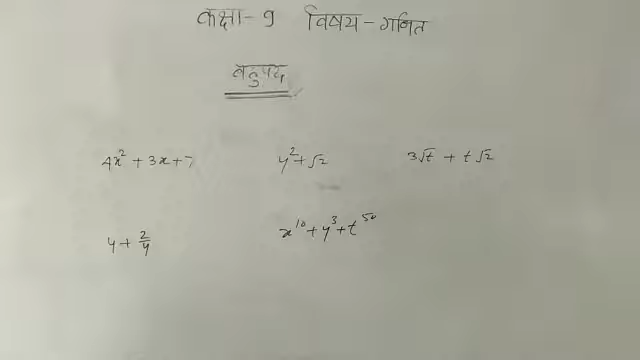 कक्षा - 9 विषय - गणित
बहुपद
4x² + 3x + 7 y² + √2 3√t + t√2
y + 2/y x¹⁰ + y³ + t⁵⁰